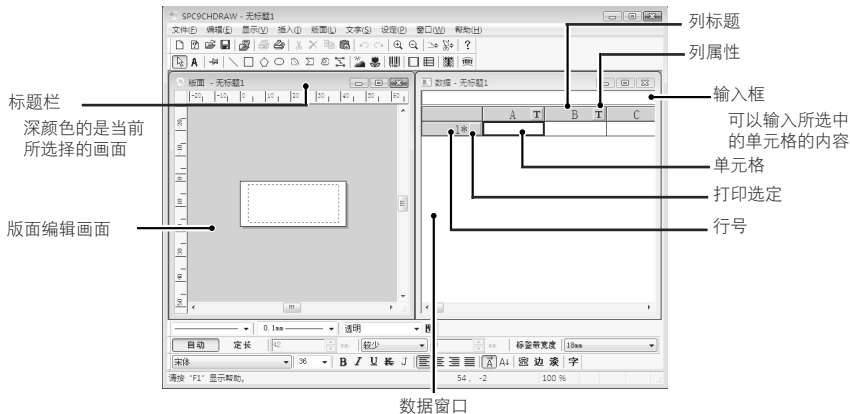 SPC9CHDRAW - 无标题1
文件(F) 编辑(E) 显示(V) 插入(I) 版面(L) 文字(S) 设定(P) 窗口(W) 帮助(H)
版面 - 无标题1
数据 - 无标题1
列标题
列属性
标题栏
深颜色的是当前
所选择的画面
输入框
可以输入所选中
的单元格的内容
A T B T C
1*
单元格
打印选定
行号
版面编辑画面
0.1mm
透明
自动 定长 42 mm 较少 mm 标签带宽度 18mm
宋体 36 B I U
请按 "F1" 显示帮助。 54 , -2 100 %
数据窗口